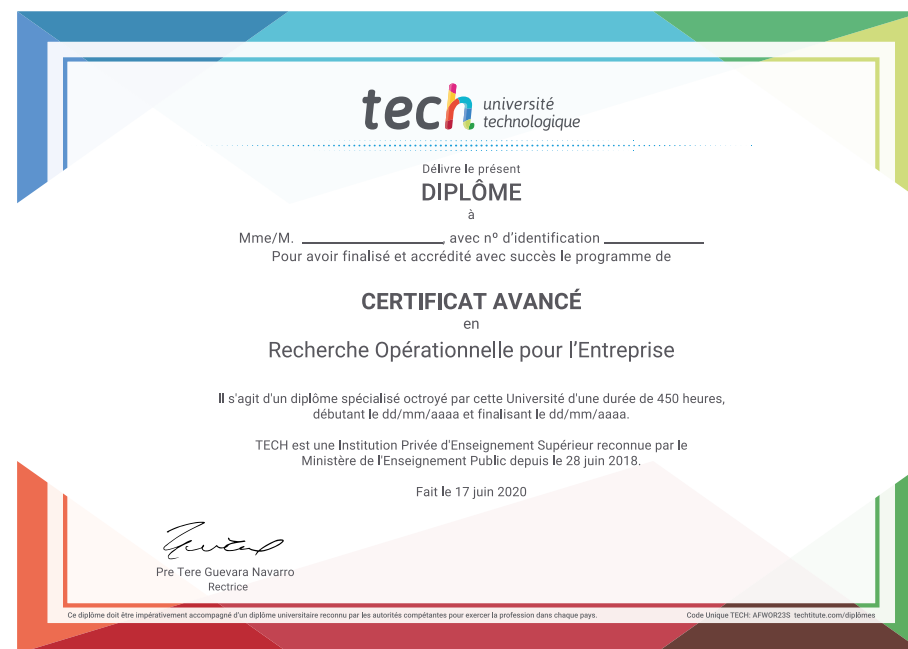 tech université
technologique
Délivre le présent
DIPLÔME
à
Mme/M. ____________________, avec nº d'identification ______________
Pour avoir finalisé et accrédité avec succès le programme de
CERTIFICAT AVANCÉ
en
Recherche Opérationnelle pour l'Entreprise
Il s'agit d'un diplôme spécialisé octroyé par cette Université d'une durée de 450 heures,
débutant le dd/mm/aaaa et finalisant le dd/mm/aaaa.
TECH est une Institution Privée d'Enseignement Supérieur reconnue par le
Ministère de l'Enseignement Public depuis le 28 juin 2018.
Fait le 17 juin 2020
Pre Tere Guevara Navarro
Rectrice
Ce diplôme doit être impérativement accompagné d'un diplôme universitaire reconnu par les autorités compétentes pour exercer la profession dans chaque pays.
Code Unique TECH: AFWOR23S techtitute.com/diplômes